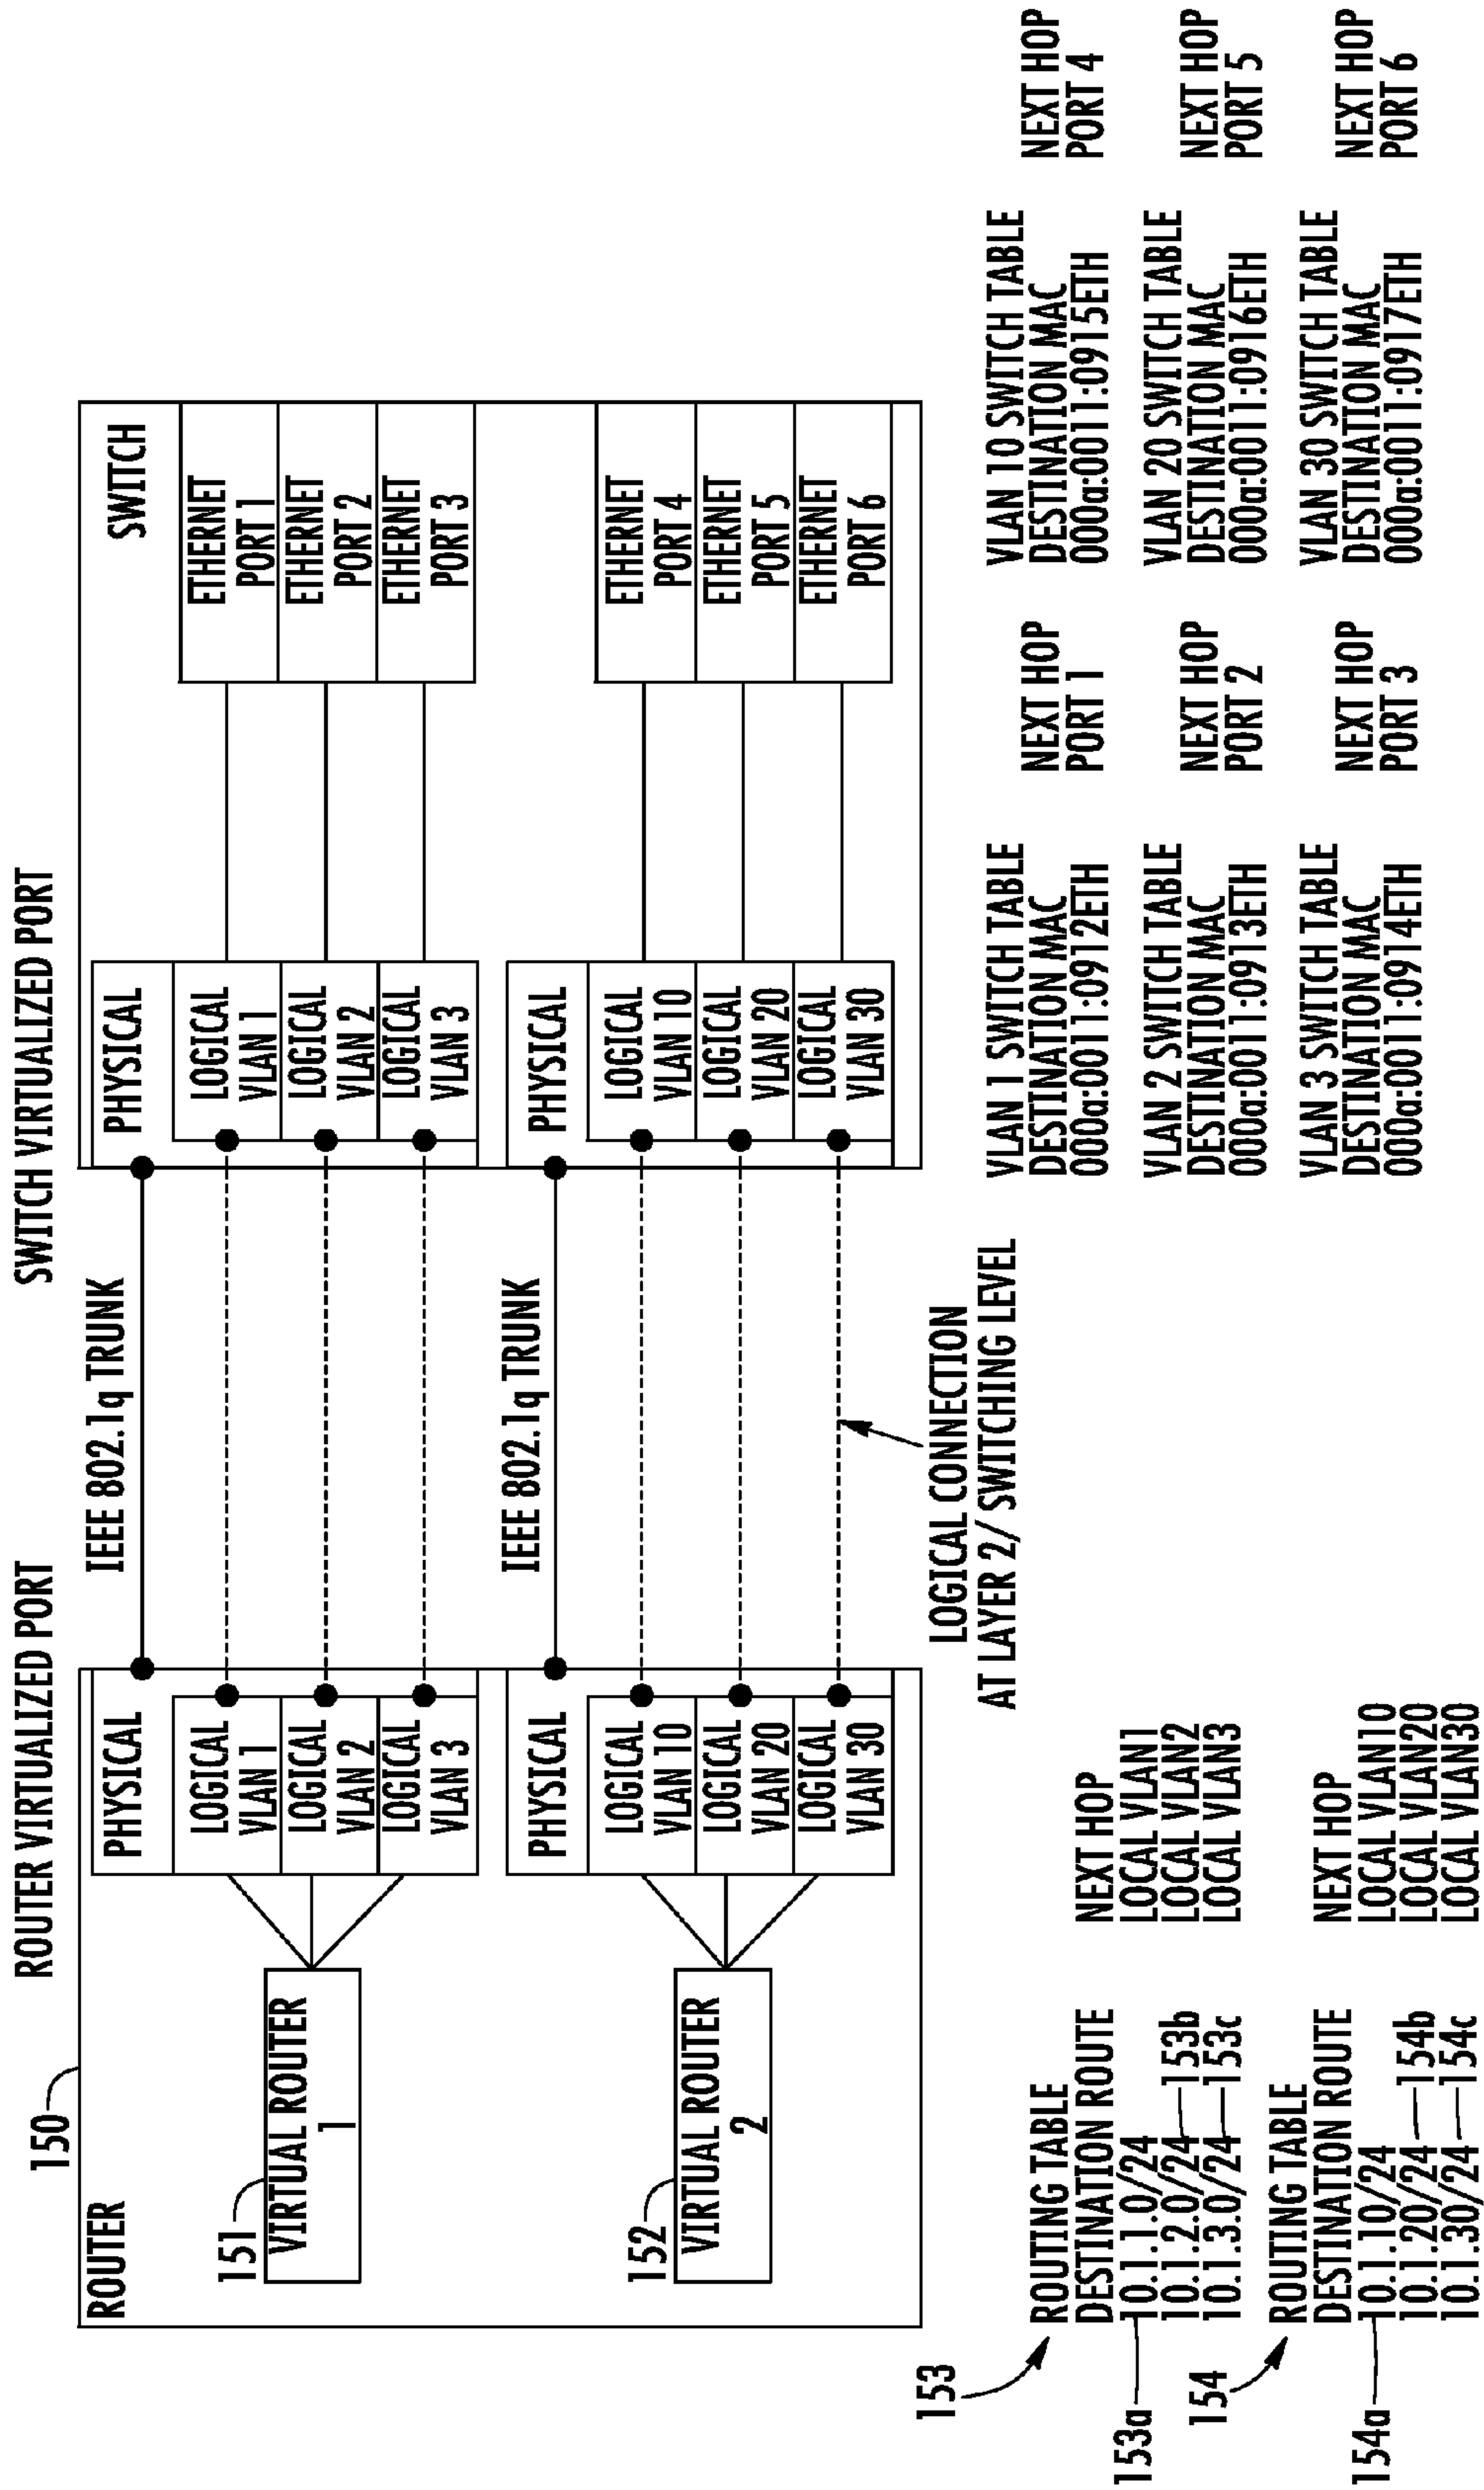 ROUTER VIRTUALIZED PORT
SWITCH VIRTUALIZED PORT
150
ROUTER
151
VIRTUAL ROUTER
1
152
VIRTUAL ROUTER
2
PHYSICAL
LOGICAL
VLAN 1
LOGICAL
VLAN 2
LOGICAL
VLAN 3
PHYSICAL
LOGICAL
VLAN 10
LOGICAL
VLAN 20
LOGICAL
VLAN 30
IEEE 802.1q TRUNK
IEEE 802.1q TRUNK
LOGICAL CONNECTION
AT LAYER 2/ SWITCHING LEVEL
PHYSICAL
LOGICAL
VLAN 1
LOGICAL
VLAN 2
LOGICAL
VLAN 3
PHYSICAL
LOGICAL
VLAN 10
LOGICAL
VLAN 20
LOGICAL
VLAN 30
SWITCH
ETHERNET
PORT 1
ETHERNET
PORT 2
ETHERNET
PORT 3
ETHERNET
PORT 4
ETHERNET
PORT 5
ETHERNET
PORT 6
153
ROUTING TABLE
DESTINATION ROUTE NEXT HOP
153a 10.1.1.0/24 LOCAL VLAN1
10.1.2.0/24 153b LOCAL VLAN2
10.1.3.0/24 153c LOCAL VLAN3
154
ROUTING TABLE
DESTINATION ROUTE NEXT HOP
154a 10.1.10/24 LOCAL VLAN10
10.1.20/24 154b LOCAL VLAN20
10.1.30/24 154c LOCAL VLAN30
VLAN 1 SWITCH TABLE
DESTINATION MAC NEXT HOP
000a:0011:0912ETH PORT 1
VLAN 2 SWITCH TABLE
DESTINATION MAC NEXT HOP
000a:0011:0913ETH PORT 2
VLAN 3 SWITCH TABLE
DESTINATION MAC NEXT HOP
000a:0011:0914ETH PORT 3
VLAN 10 SWITCH TABLE
DESTINATION MAC NEXT HOP
000a:0011:0915ETH PORT 4
VLAN 20 SWITCH TABLE
DESTINATION MAC NEXT HOP
000a:0011:0916ETH PORT 5
VLAN 30 SWITCH TABLE
DESTINATION MAC NEXT HOP
000a:0011:0917ETH PORT 6